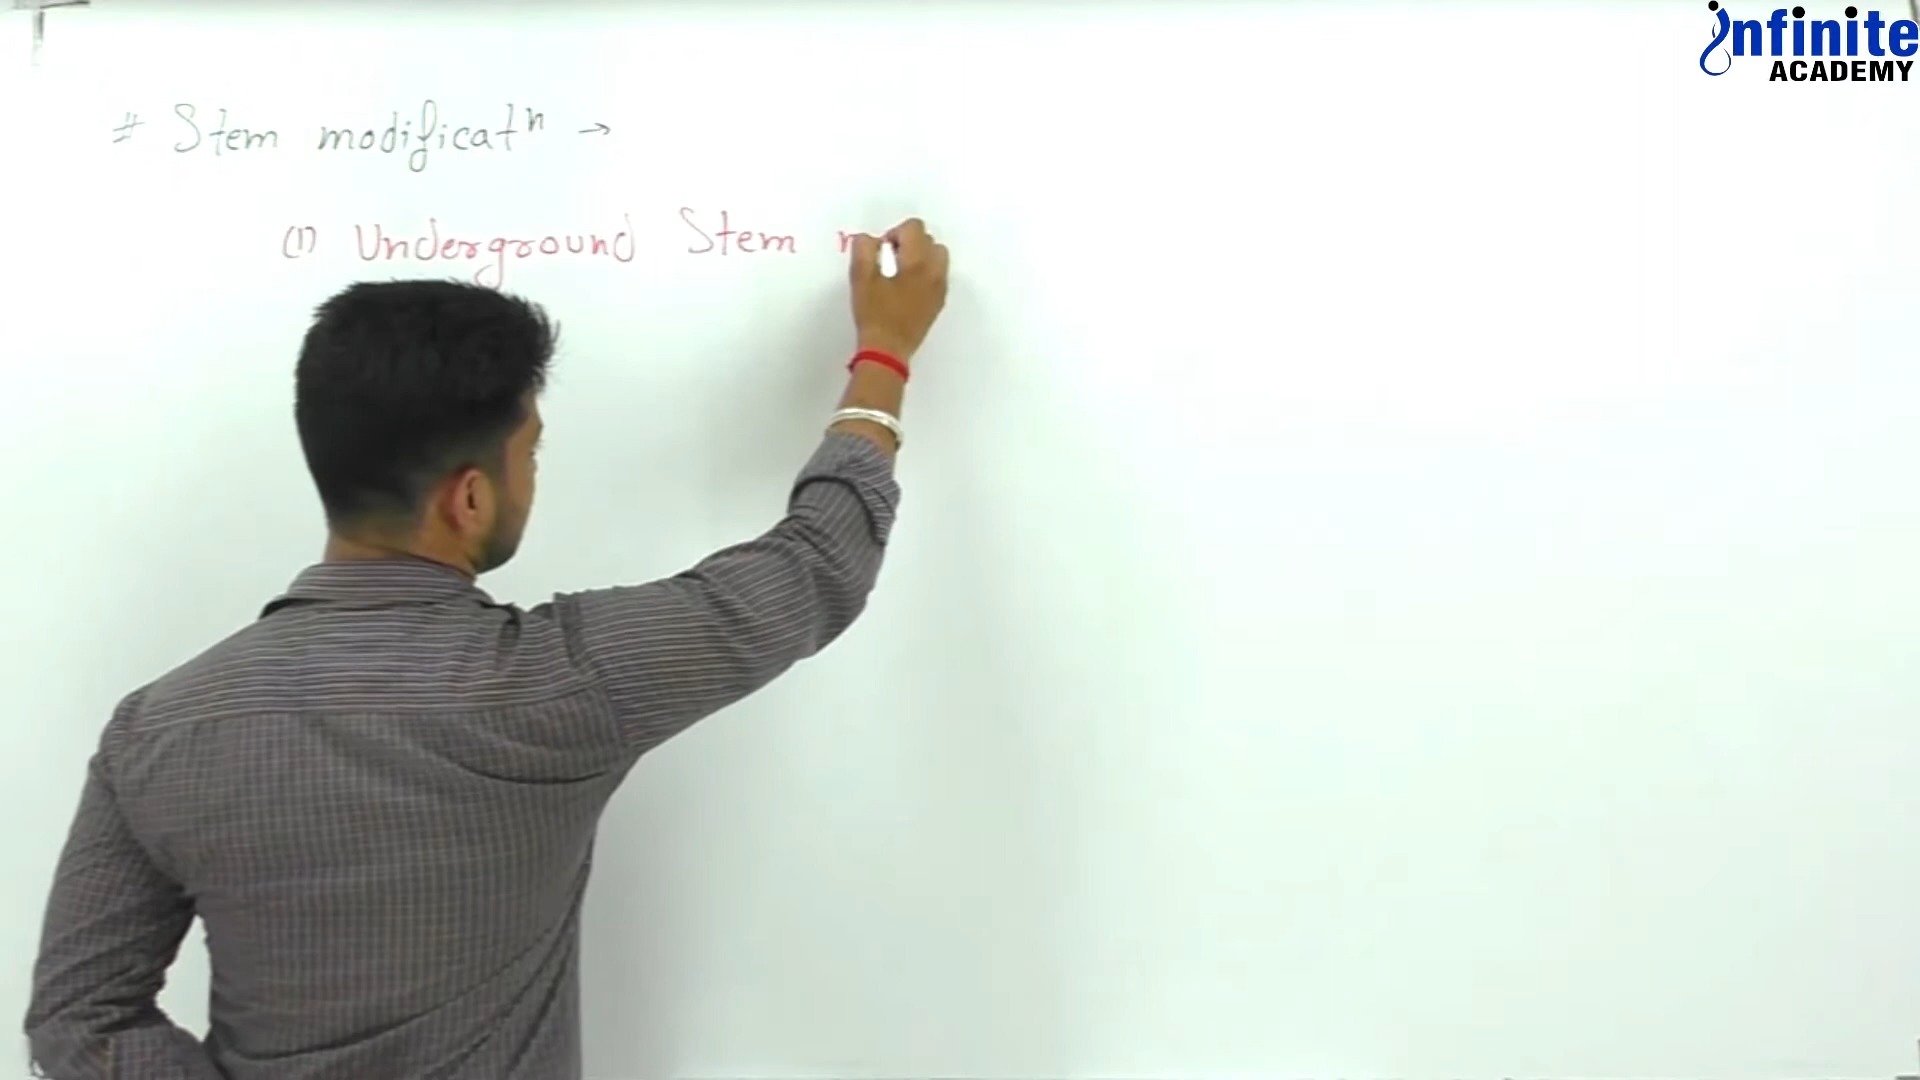 # Stem modificatⁿ →
(1) Underground Stem
infinite
ACADEMY